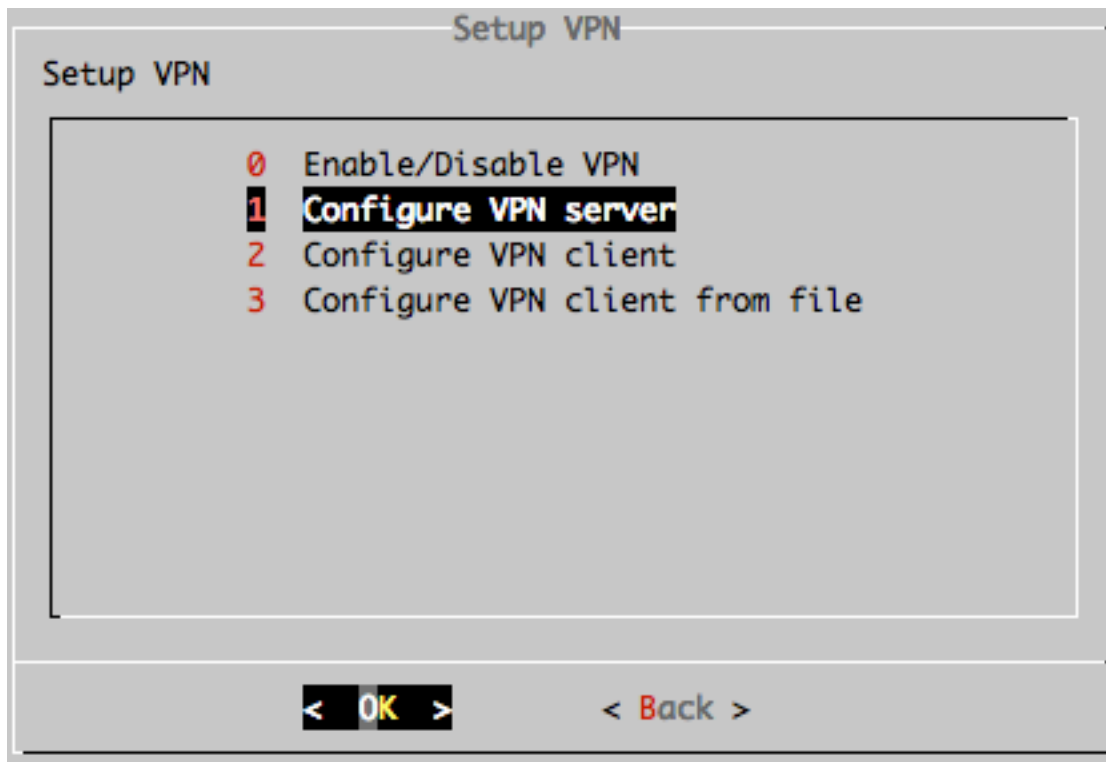 Setup VPN
Setup VPN
0 Enable/Disable VPN
1 Configure VPN server
2 Configure VPN client
3 Configure VPN client from file
< OK > < Back >